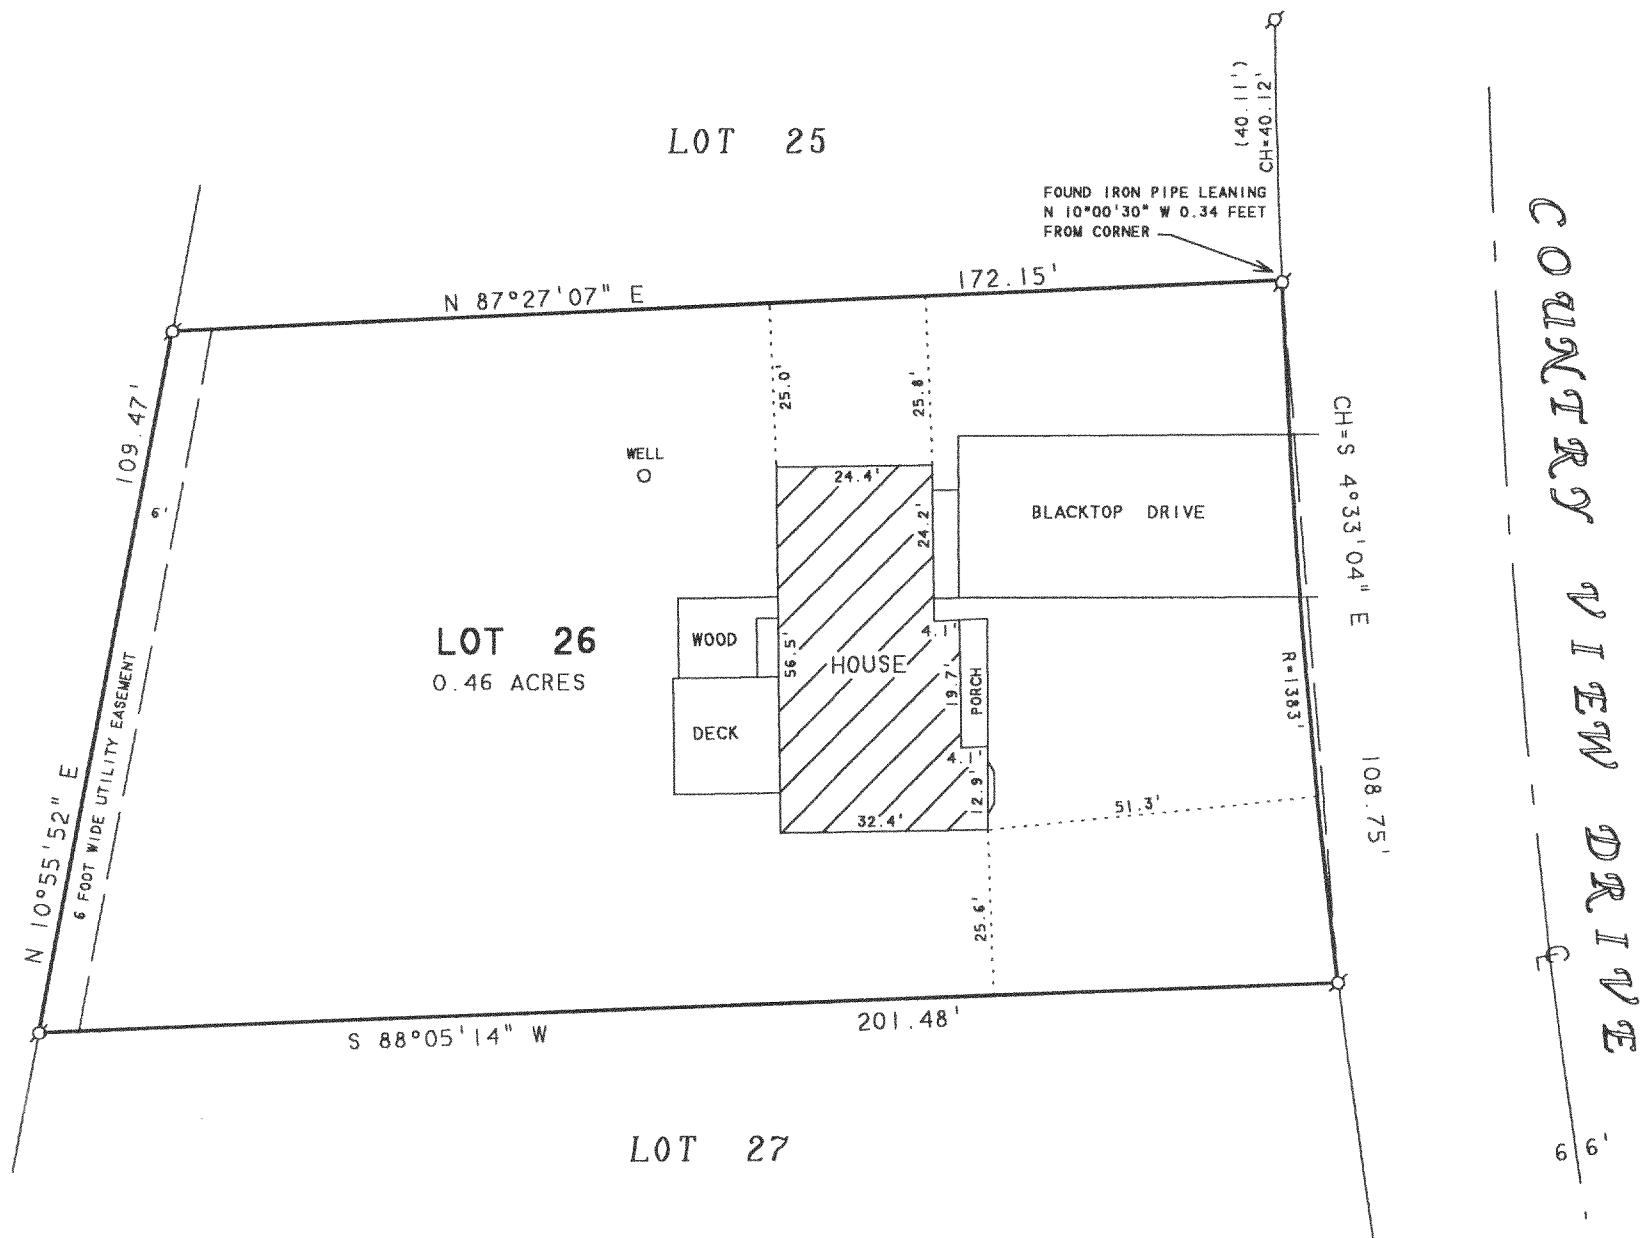 (40.11')
CH=40.12'
LOT 25
FOUND IRON PIPE LEANING
N 10°00'30" W 0.34 FEET
FROM CORNER
COUNTRY VIEW DRIVE
N 87°27'07" E
172.15'
109.47'
25.0'
25.8'
CH=S 4°33'04" E
WELL
24.4'
6'
24.2'
BLACKTOP DRIVE
LOT 26
0.46 ACRES
WOOD
56.5'
4.1'
HOUSE
19.7'
PORCH
R=1383'
DECK
4.1'
12.9'
32.4'
51.3'
108.75'
N 10°55'52" E
6 FOOT WIDE UTILITY EASEMENT
25.6'
CL
S 88°05'14" W
201.48'
LOT 27
66'